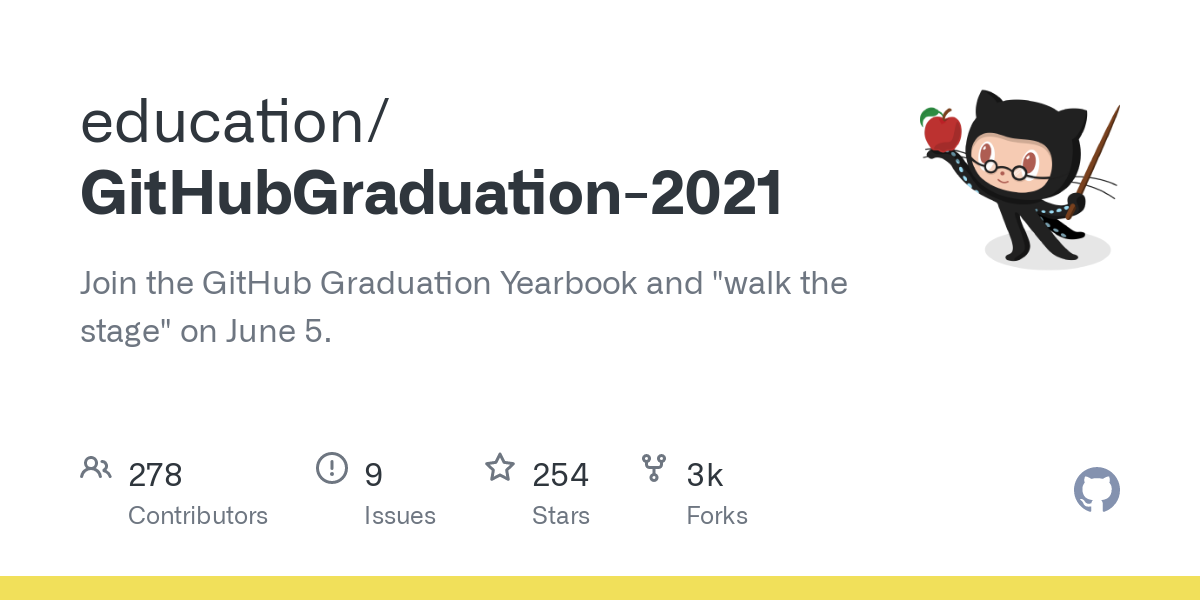 education/
GitHubGraduation-2021
Join the GitHub Graduation Yearbook and "walk the
stage" on June 5.
278 9 254 3k
Contributors Issues Stars Forks